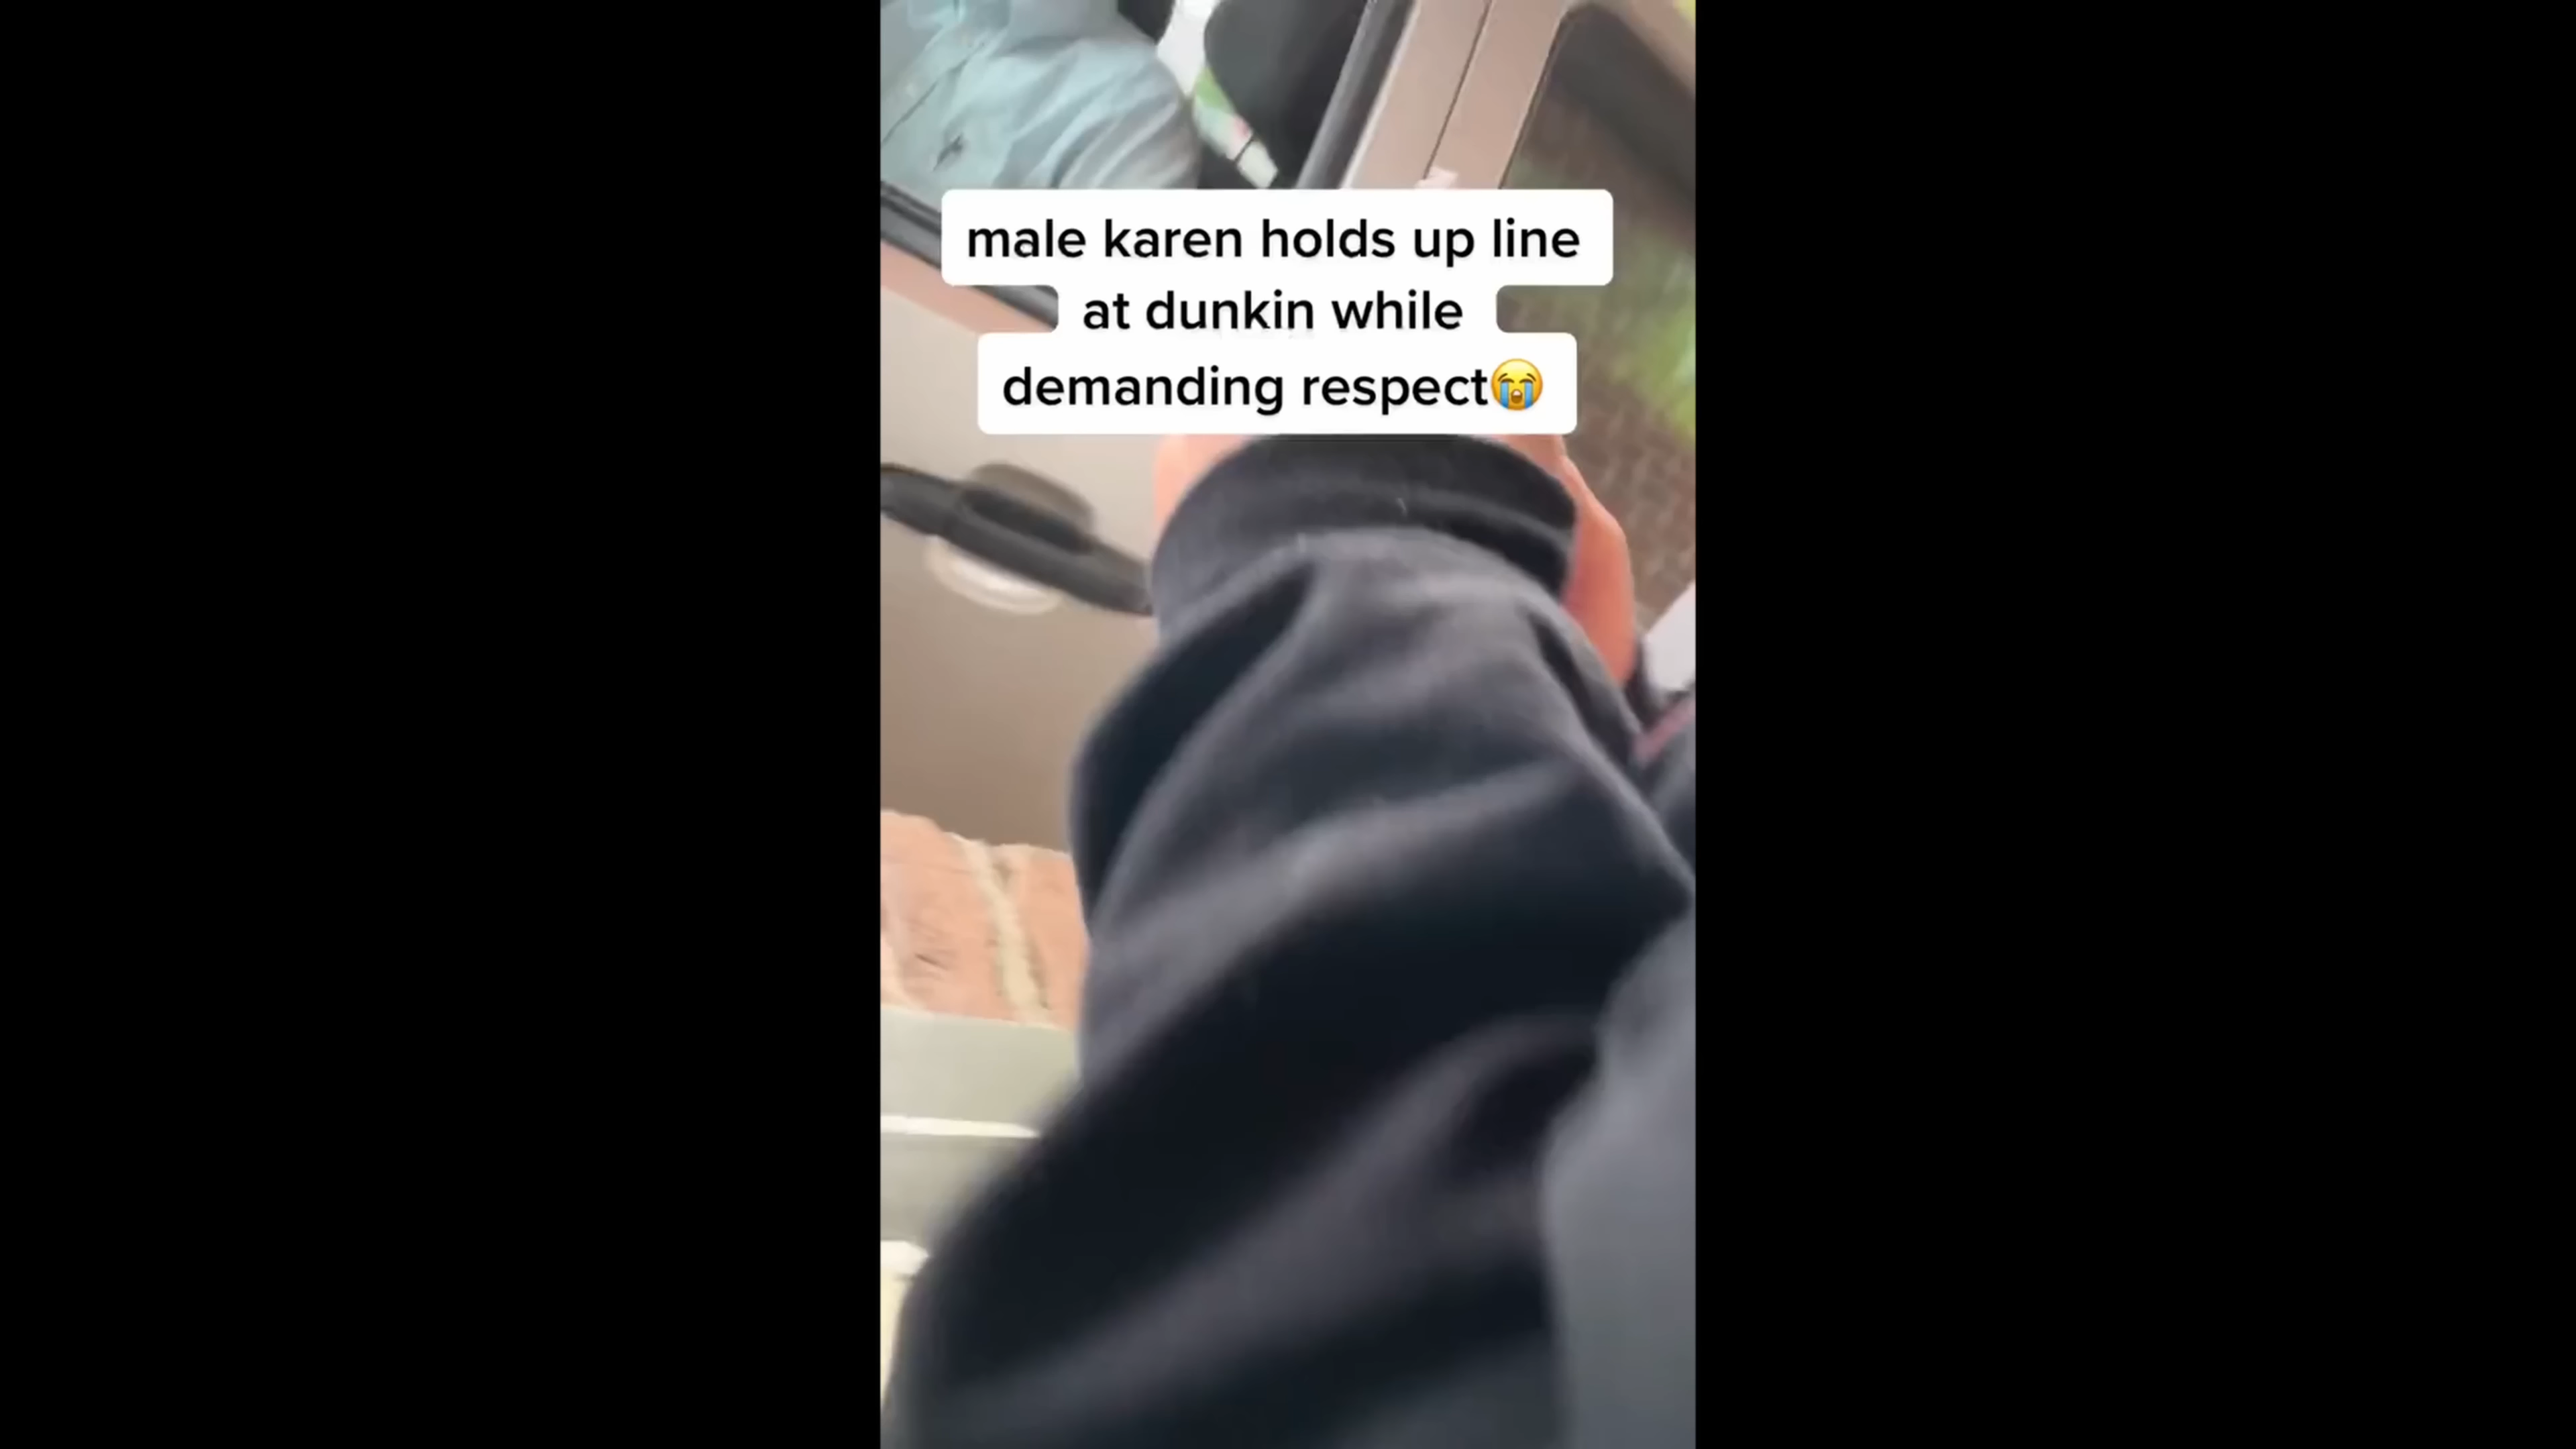 male karen holds up line
at dunkin while
demanding respect😭